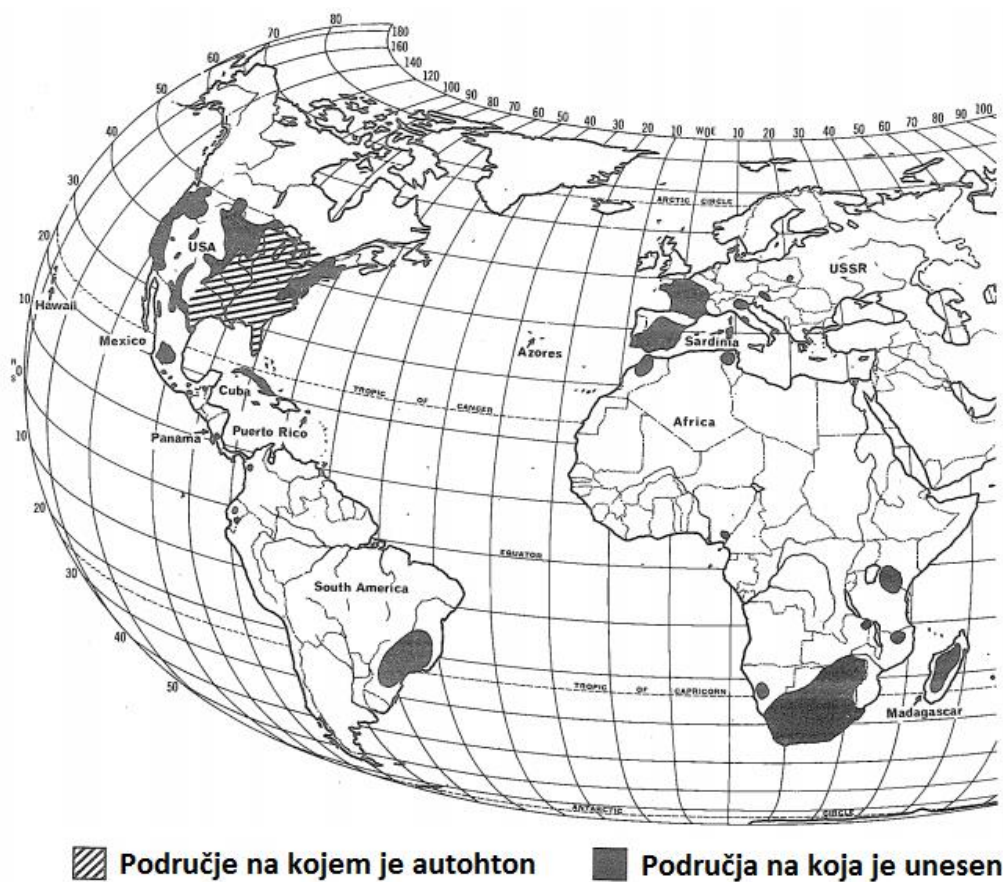 80
70
180
60
160
140
50
120
100
90
80
70
60
50
40
30
20
10
W0E
10
20
30
40
50
60
70
80
90
100
40
30
ARCTIC CIRCLE
20
USA
USSR
10
Hawaii
Mexico
Azores
Sardinia
N
0
S
Cuba
TROPIC OF CANCER
Africa
10
Panama
Puerto Rico
20
EQUATOR
30
South America
40
50
TROPIC OF CAPRICORN
Madagascar
ANTARCTIC CIRCLE
Područje na kojem je autohton
Područja na koja je unesen